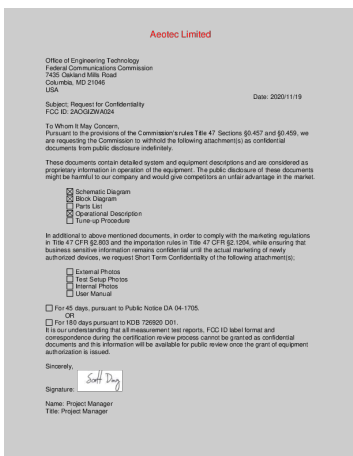 Aeotec Limited
Office of Engineering Technology
Federal Communications Commission
7435 Oakland Mills Road
Columbia, MD 21046
USA
Date: 2020/11/19
Subject; Request for Confidentiality
FCC ID: 2AOGIZWA024
To Whom It May Concern,
Pursuant to the provisions of the Commission's rules Title 47 Sections §0.457 and §0.459, we
are requesting the Commission to withhold the following attachment(s) as confidential
documents from public disclosure indefinitely.
These documents contain detailed system and equipment descriptions and are considered as
proprietary information in operation of the equipment. The public disclosure of these documents
might be harmful to our company and would give competitors an unfair advantage in the market.
Schematic Diagram
Block Diagram
Parts List
Operational Description
Tune-up Procedure
In additional to above mentioned documents, in order to comply with the marketing regulations
in Title 47 CFR §2.803 and the importation rules in Title 47 CFR §2.1204, while ensuring that
business sensitive information remains confidential until the actual marketing of newly
authorized devices, we request Short Term Confidentiality of the following attachment(s);
External Photos
Test Setup Photos
Internal Photos
User Manual
For 45 days, pursuant to Public Notice DA 04-1705.
OR
For 180 days pursuant to KDB 726920 D01.
It is our understanding that all measurement test reports, FCC ID label format and
correspondence during the certification review process cannot be granted as confidential
documents and this information will be available for public review once the grant of equipment
authorization is issued.
Sincerely,
Scott Dang
Signature:
Name: Project Manager
Title: Project Manager